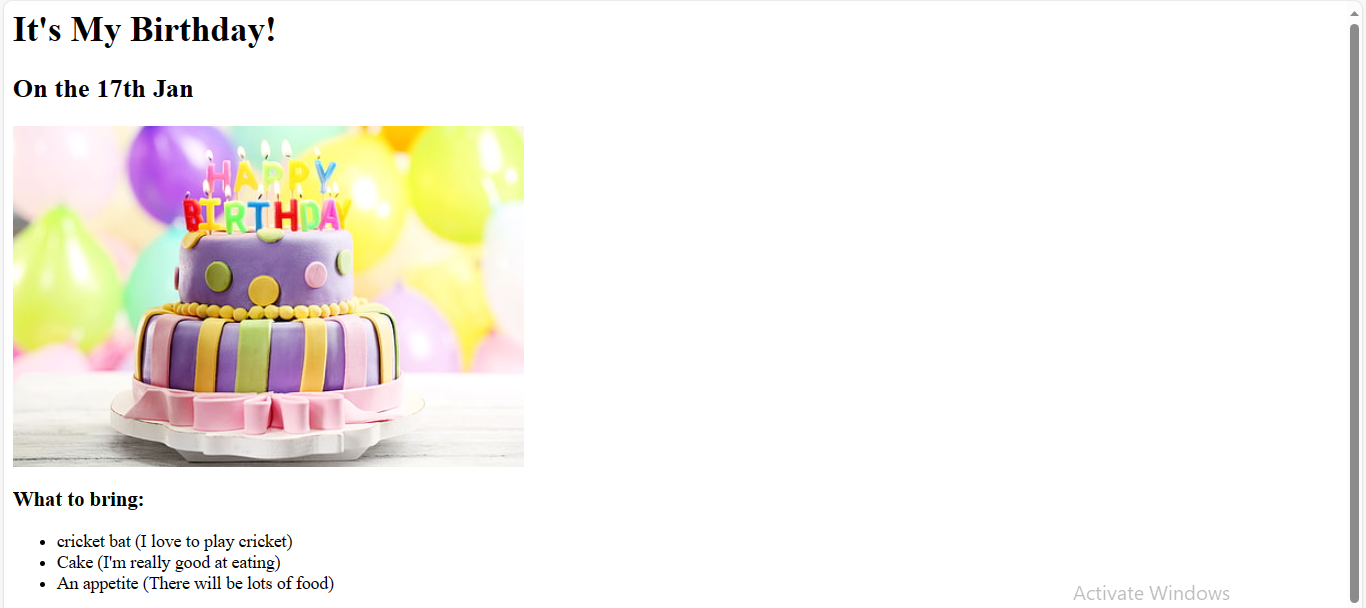 It's My Birthday!
On the 17th Jan
HAPPY
BIRTHDAY
What to bring:
cricket bat (I love to play cricket)
Cake (I'm really good at eating)
An appetite (There will be lots of food)
Activate Windows